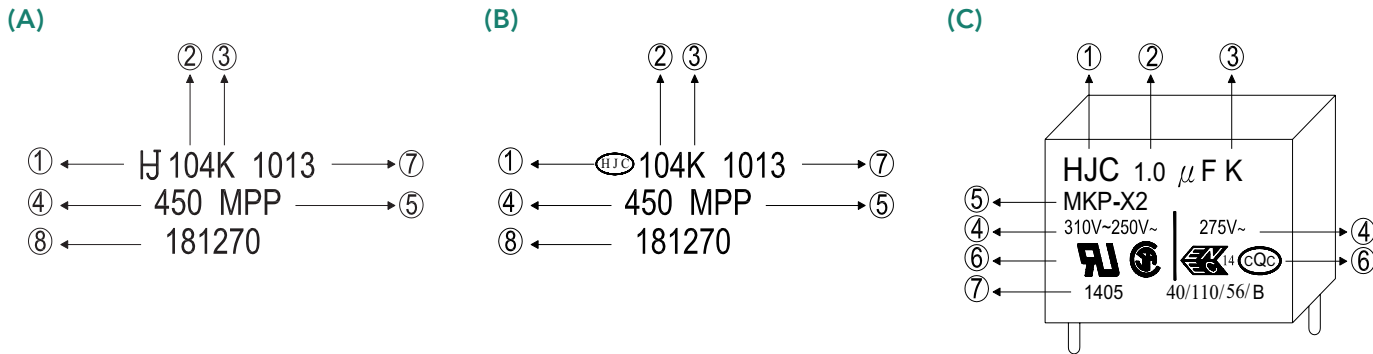 (A)
② ③
① HJ 104K 1013 ⑦
④ 450 MPP ⑤
⑧ 181270
(B)
② ③
① HJC 104K 1013 ⑦
④ 450 MPP ⑤
⑧ 181270
(C)
① ② ③
HJC 1.0 μF K
⑤ MKP-X2
④ 310V~250V~ 275V~ ④
⑥ 14 CQC ⑥
⑦ 1405 40/110/56/B